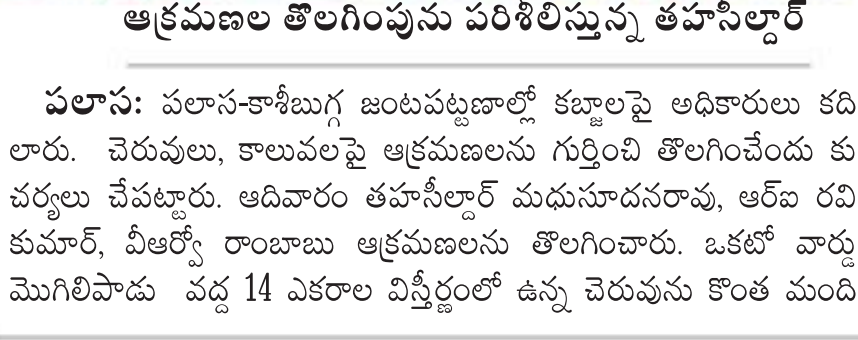 ఆక్రమణల తొలగింపును పరిశీలిస్తున్న తహసీల్దార్
పలాస: పలాస-కాశీబుగ్గ జంటపట్టణాల్లో కబ్జాలపై అధికారులు కది
లారు. చెరువులు, కాలువలపై ఆక్రమణలను గుర్తించి తొలగించేందు కు
చర్యలు చేపట్టారు. ఆదివారం తహసీల్దార్ మధుసూదనరావు, ఆర్ఐ రవి
కుమార్, వీఆర్వో రాంబాబు ఆక్రమణలను తొలగించారు. ఒకటో వార్డు
మొగిలిపాడు వద్ద 14 ఎకరాల విస్తీర్ణంలో ఉన్న చెరువును కొంత మంది